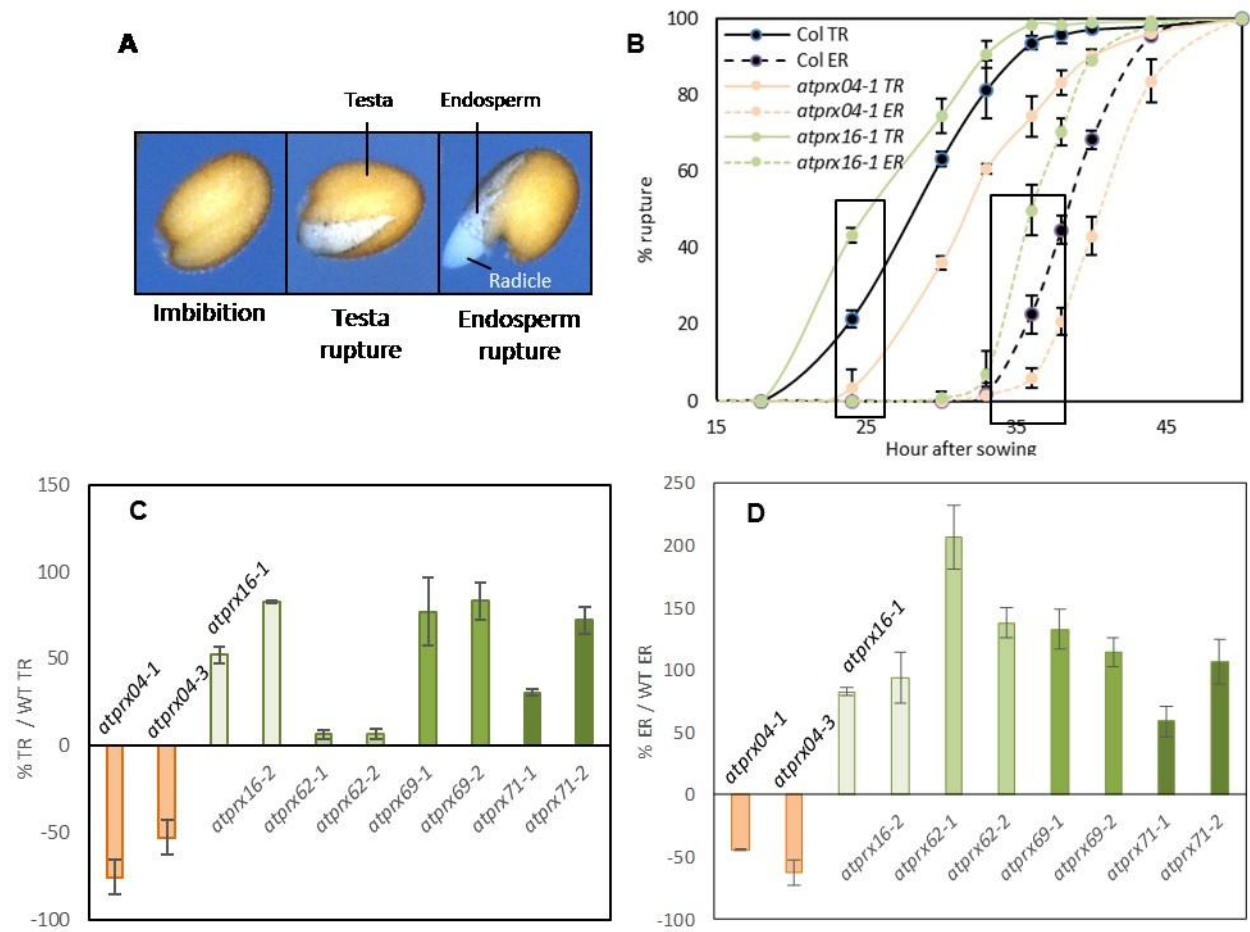 A
Testa
Endosperm
Radicle
Imbibition
Testa
rupture
Endosperm
rupture
B
100
80
60
40
20
0
% rupture
Col TR
Col ER
atprx04-1 TR
atprx04-1 ER
atprx16-1 TR
atprx16-1 ER
15
25
35
45
Hour after sowing
C
150
100
50
0
-50
-100
% TR / WT TR
atprx04-1
atprx04-3
atprx16-1
atprx16-2
atprx62-1
atprx62-2
atprx69-1
atprx69-2
atprx71-1
atprx71-2
D
250
200
150
100
50
0
-50
-100
% ER / WT ER
atprx04-1
atprx04-3
atprx16-1
atprx16-2
atprx62-1
atprx62-2
atprx69-1
atprx69-2
atprx71-1
atprx71-2